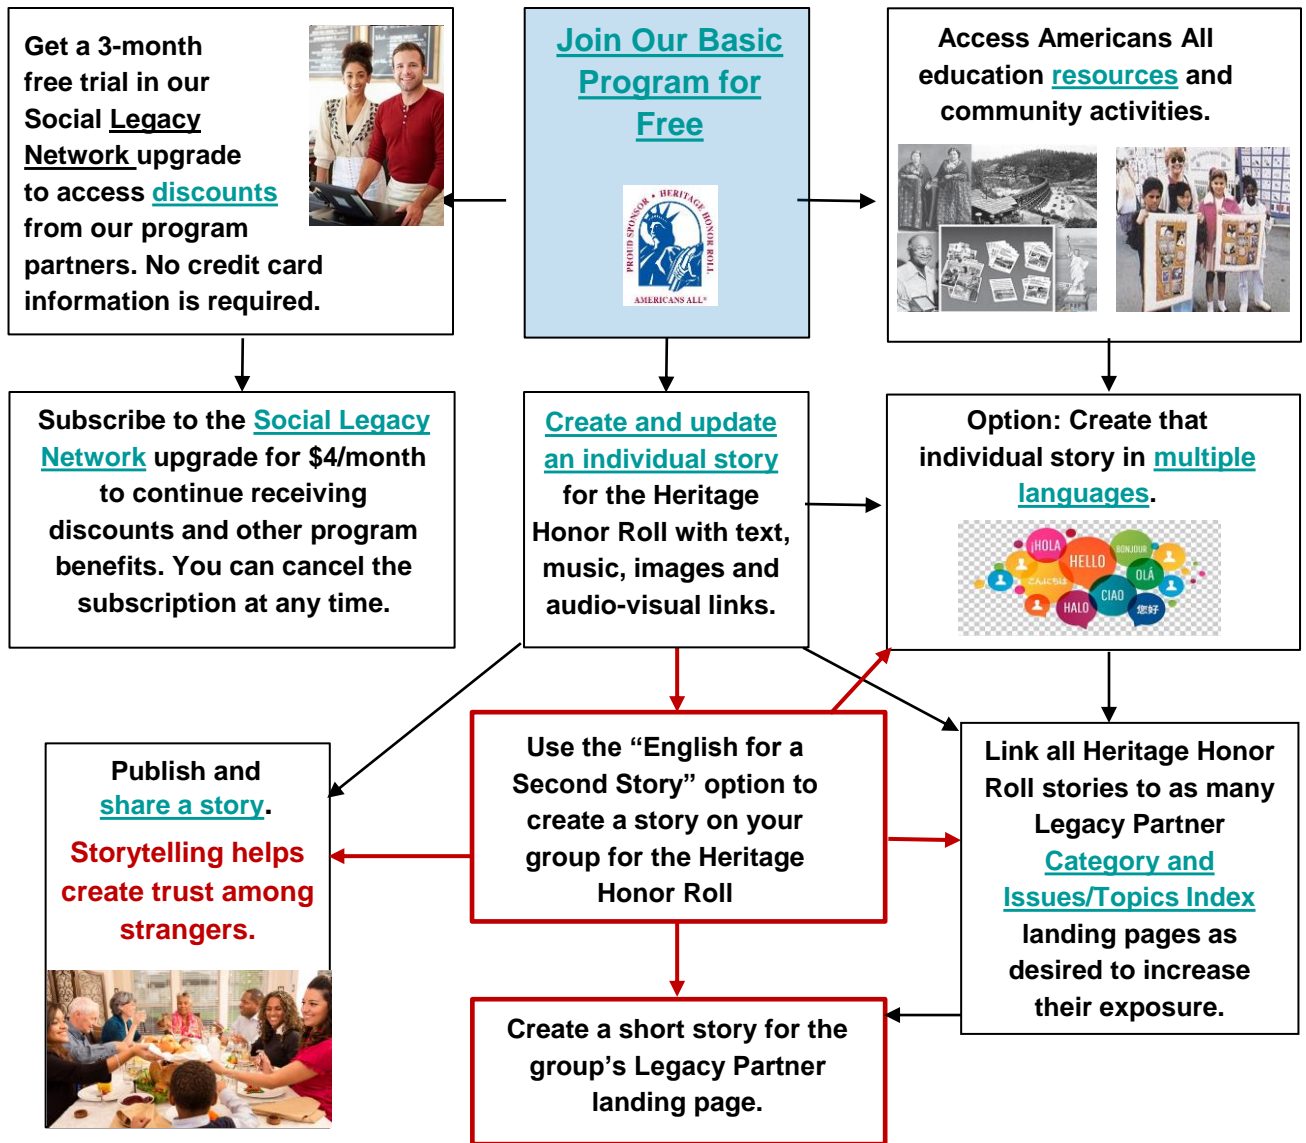 Get a 3-month
free trial in our
Social Legacy
Network upgrade
to access discounts
from our program
partners. No credit card
information is required.
Join Our Basic
Program for
Free
PROUD SPONSOR • HERITAGE HONOR ROLL
AMERICANS ALL®
Access Americans All
education resources and
community activities.
Subscribe to the Social Legacy
Network upgrade for $4/month
to continue receiving
discounts and other program
benefits. You can cancel the
subscription at any time.
Create and update
an individual story
for the Heritage
Honor Roll with text,
music, images and
audio-visual links.
Option: Create that
individual story in multiple
languages.
¡HOLA
HELLO
BONJOUR
こんにちは
OLÁ
CIAO
HALO
您好
Publish and
share a story.
Storytelling helps
create trust among
strangers.
Use the “English for a
Second Story” option to
create a story on your
group for the Heritage
Honor Roll
Link all Heritage Honor
Roll stories to as many
Legacy Partner
Category and
Issues/Topics Index
landing pages as
desired to increase
their exposure.
Create a short story for the
group’s Legacy Partner
landing page.